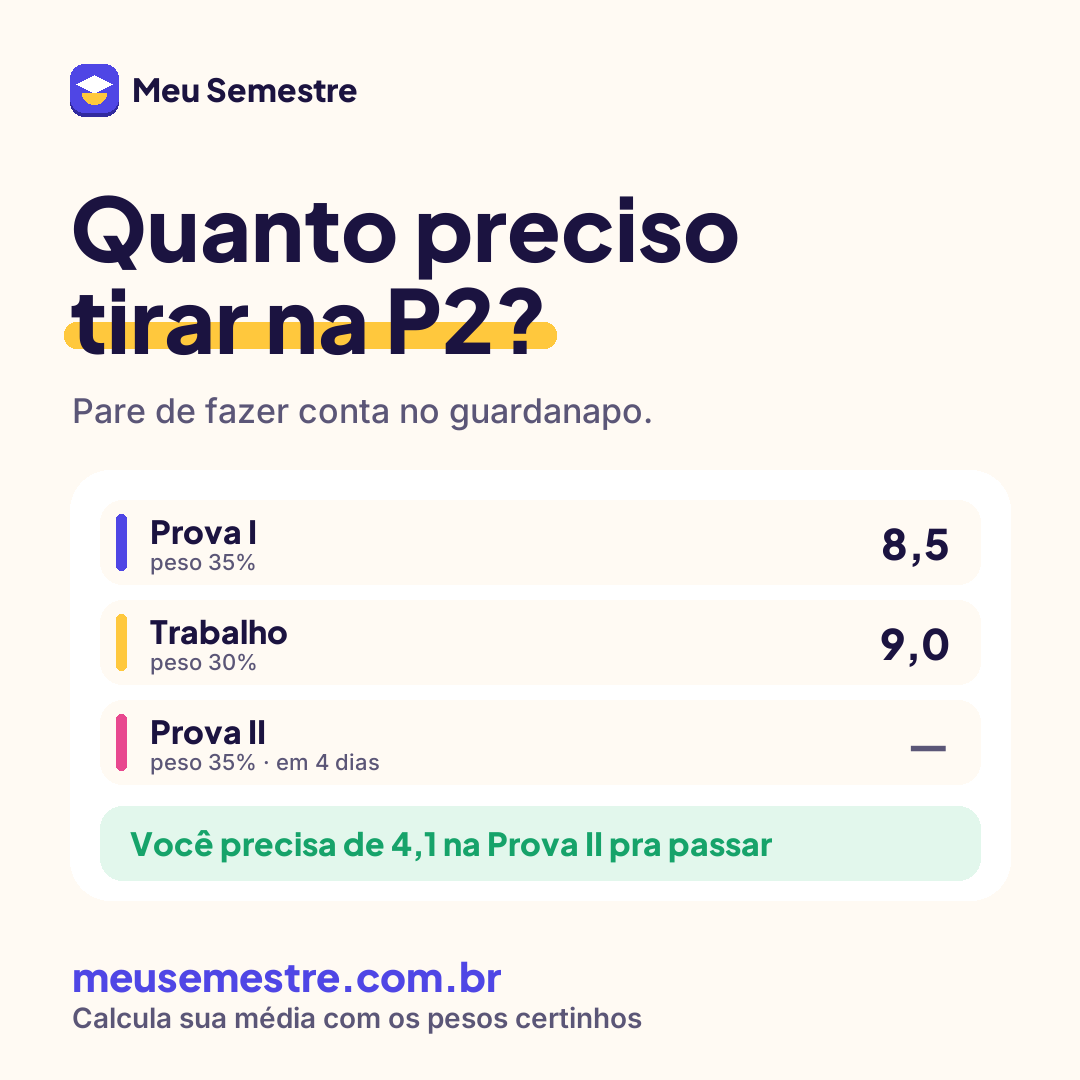 Meu Semestre
Quanto preciso
tirar na P2?
Pare de fazer conta no guardanapo.
Prova I
peso 35%
8,5
Trabalho
peso 30%
9,0
Prova II
peso 35% · em 4 dias
—
Você precisa de 4,1 na Prova II pra passar
meusemestre.com.br
Calcula sua média com os pesos certinhos